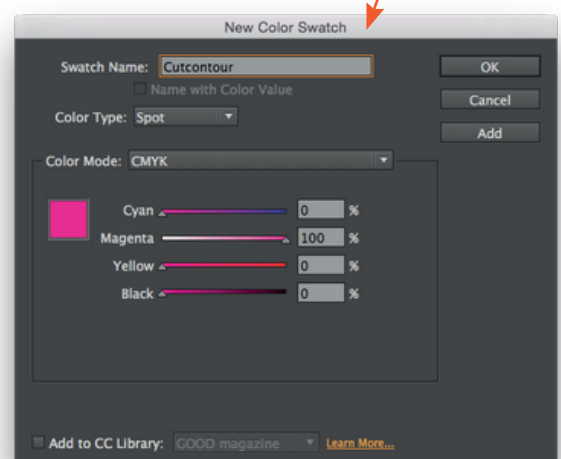 New Color Swatch
Swatch Name: Cutcontour
OK
Name with Color Value
Cancel
Color Type: Spot
Add
Color Mode: CMYK
Cyan 0 %
Magenta 100 %
Yellow 0 %
Black 0 %
Add to CC Library: GOOD magazine Learn More...